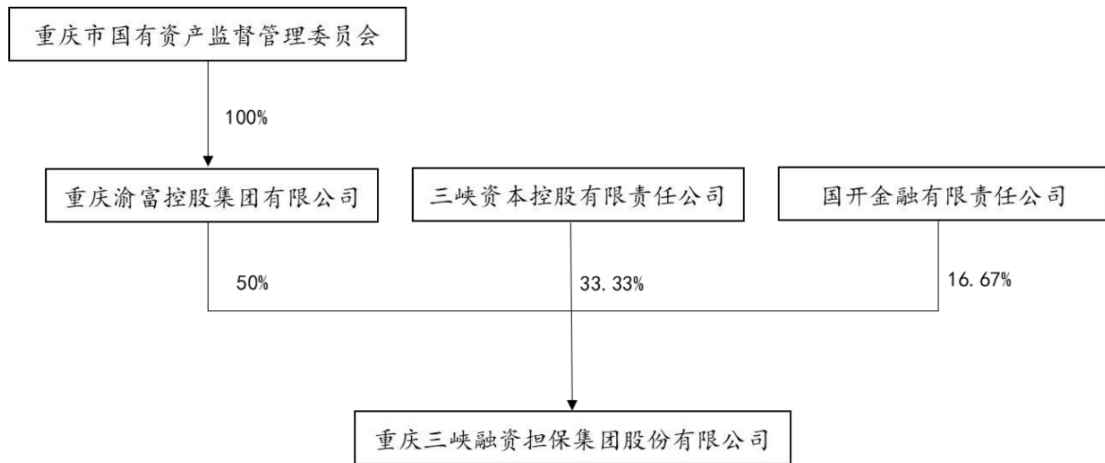 重庆市国有资产监督管理委员会
100%
重庆渝富控股集团有限公司
三峡资本控股有限责任公司
国开金融有限责任公司
50%
33.33%
16.67%
重庆三峡融资担保集团股份有限公司